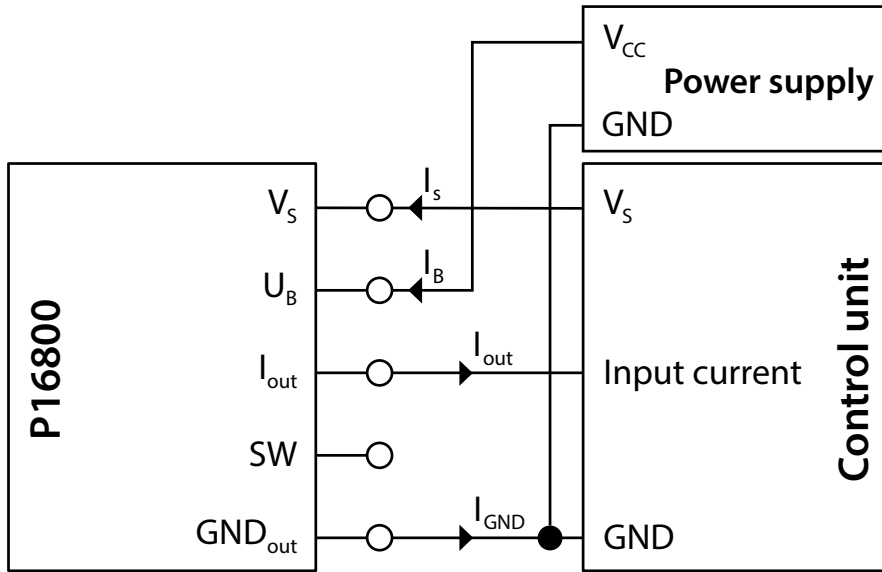 V_CC
Power supply
GND
P16800
V_S
I_s
V_S
U_B
I_B
I_out
I_out
Input current
SW
GND_out
I_GND
GND
Control unit